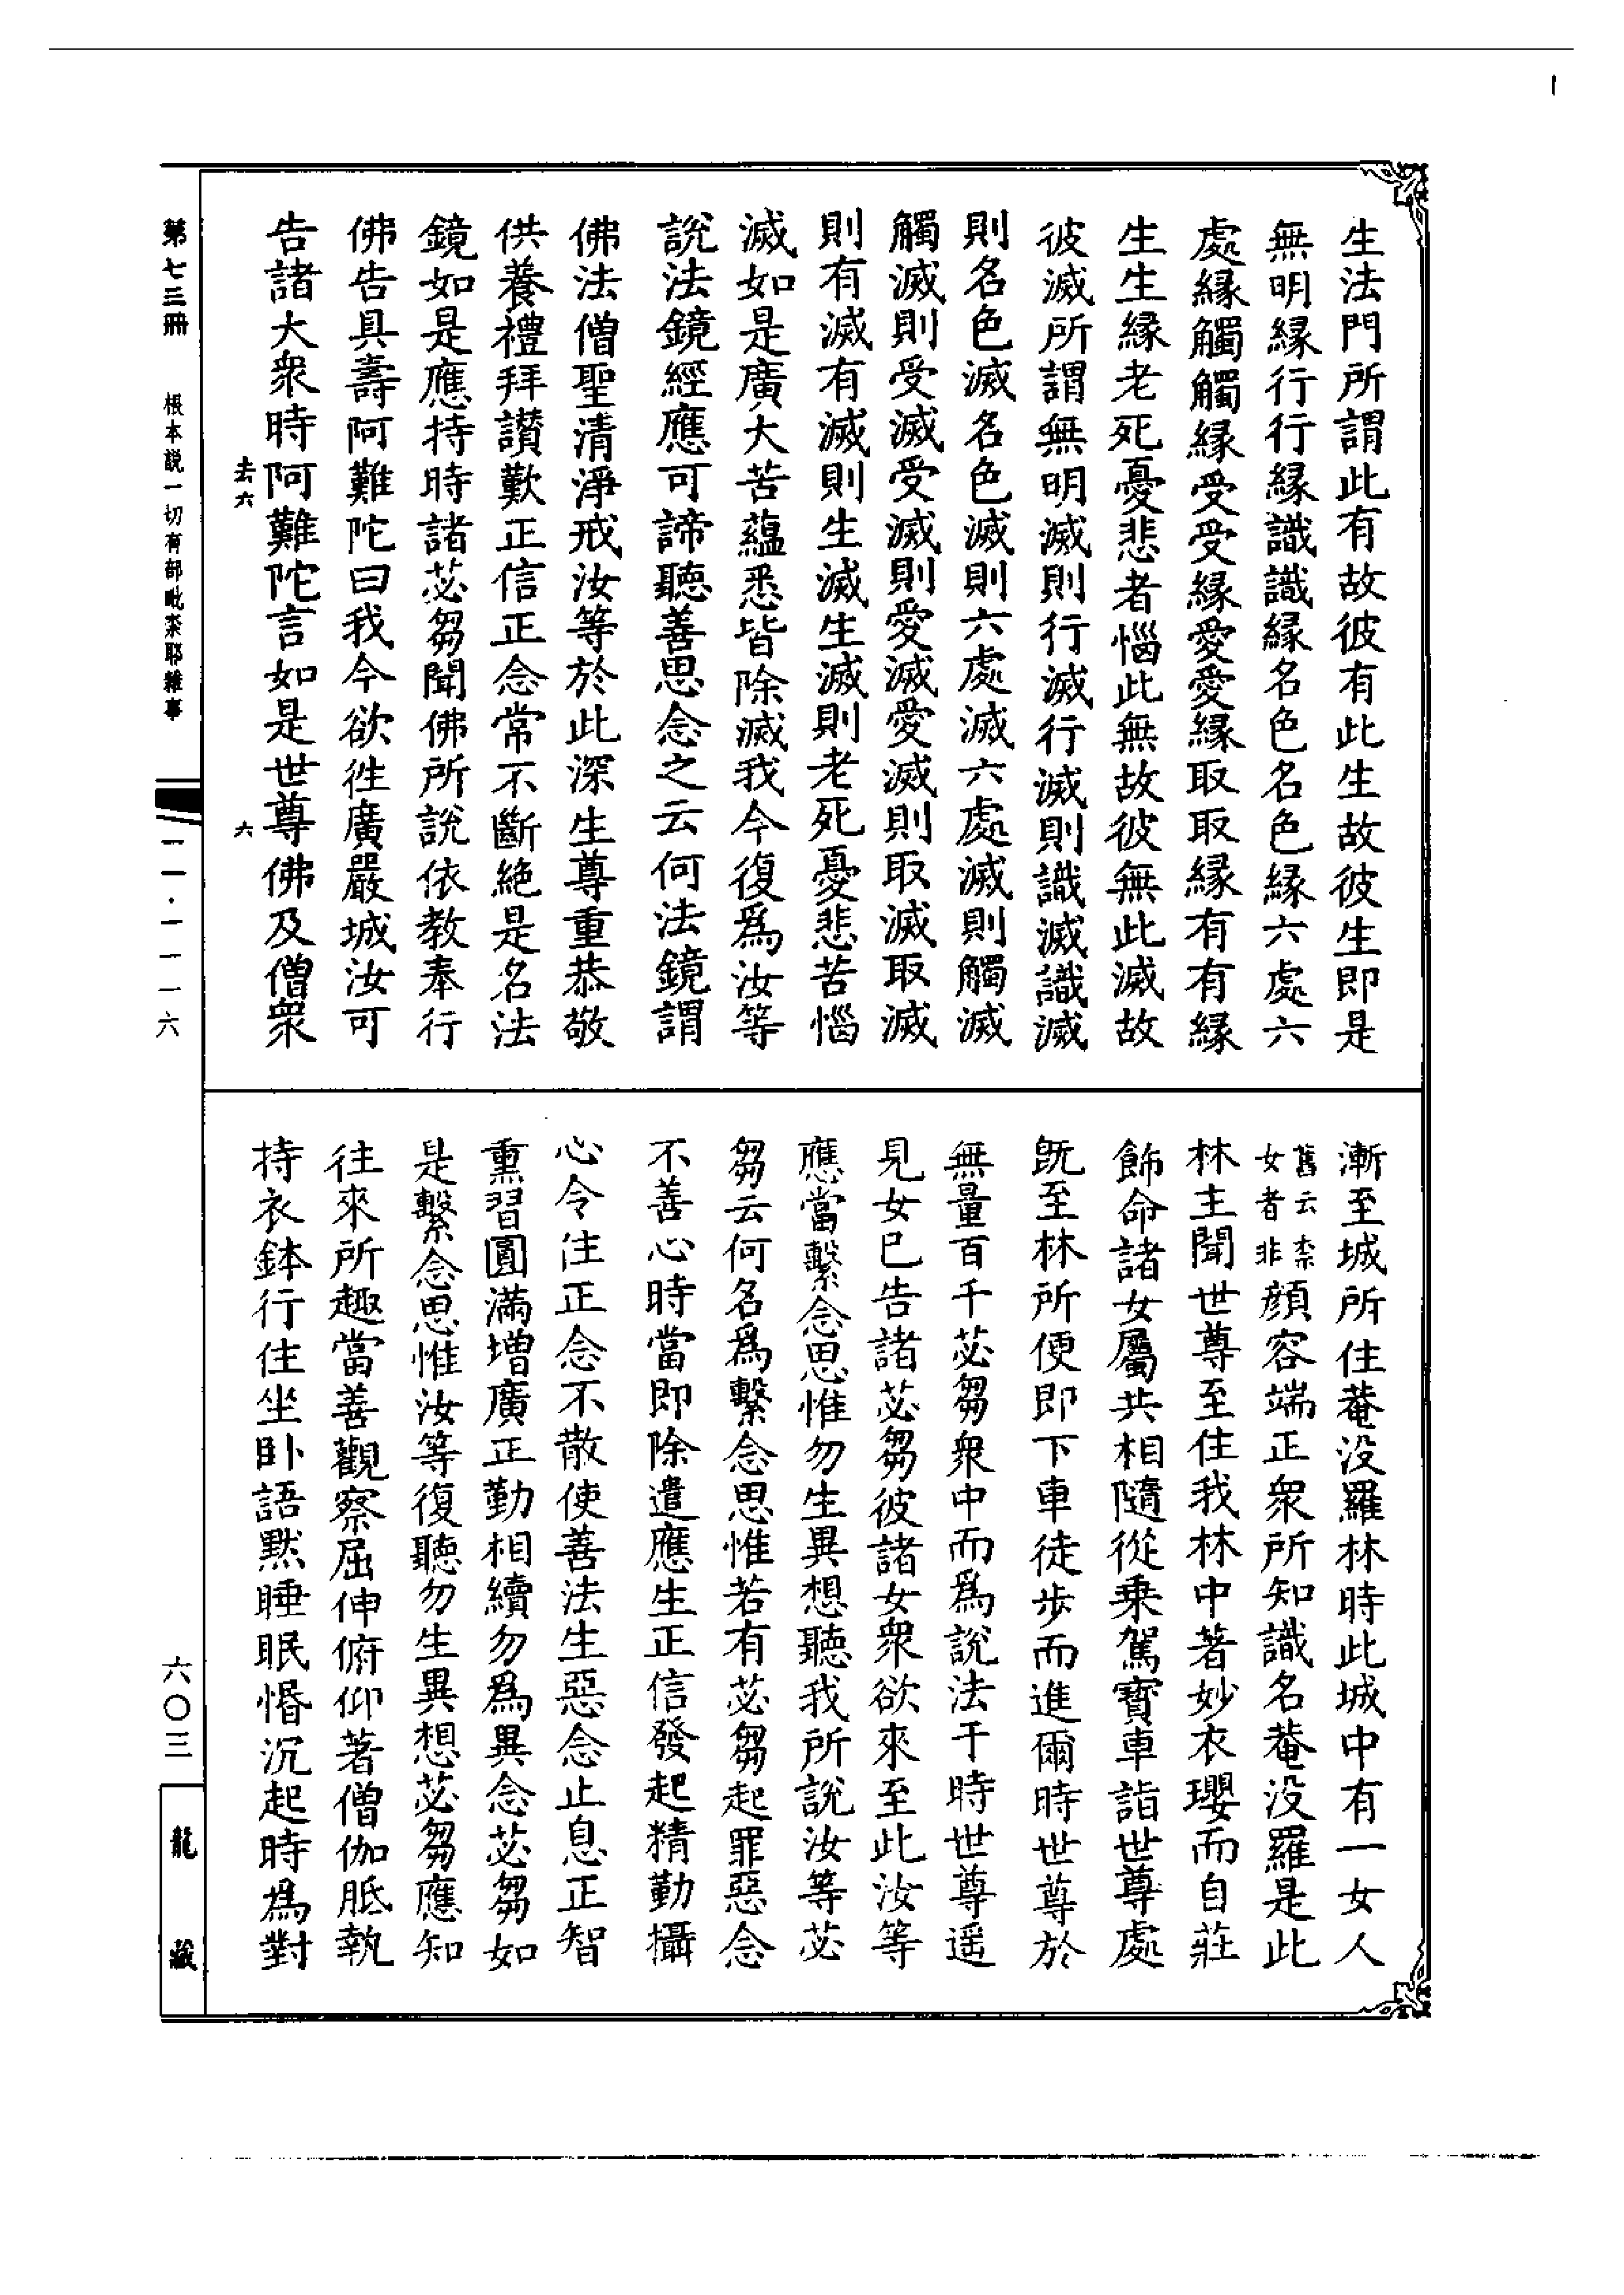 生法門所謂此有故彼有此生故彼生即是
無明緣行行緣識識緣名色名色緣六處六
處緣觸觸緣受受緣愛愛緣取取緣有有緣
生生緣老死憂悲者惱此無故彼無此滅故
彼滅所謂無明滅則行滅行滅則識滅識滅
則名色滅名色滅則六處滅六處滅則觸滅
觸滅則受滅受滅則愛滅愛滅則取滅取滅
則有滅有滅則生滅生滅則老死憂悲苦惱
滅如是廣大苦蘊悉皆除滅我今復爲汝等
說法鏡經應可諦聽善思念之云何法鏡謂
佛法僧聖清淨戒汝等於此深生尊重恭敬
供養禮拜讚歎正信正念常不斷絕是名法
鏡如是應持時諸苾芻聞佛所說依教奉行
佛告具壽阿難陀曰我今欲往廣嚴城汝可
告諸大衆時阿難陀言如是世尊佛及僧衆
去六 六
漸至城所住菴没羅林時此城中有一女人
舊云柰
女者非
顏容端正衆所知識名菴没羅是此
林主聞世尊至住我林中著妙衣瓔而自莊
飾命諸女屬共相隨從乗駕寳車詣世尊處
旣至林所便即下車徒步而進爾時世尊於
無量百千苾芻衆中而爲說法于時世尊遥
見女已告諸苾芻彼諸女衆欲來至此汝等
應當繫念思惟勿生異想聽我所說汝等苾
芻云何名爲繫念思惟若有苾芻起罪惡念
不善心時當即除遣應生正信發起精勤攝
心令住正念不散使善法生惡念止息正智
熏習圓滿增廣正勤相續勿爲異念苾芻如
是繫念思惟汝等復聽勿生異想苾芻應知
往來所趣當善觀察屈伸俯仰著僧伽胝執
持衣鉢行住坐卧語默睡眠惛沉起時爲對
第七三冊 根本說一切有部毗柰耶雜事
一一·一一一六
六〇三
龍藏